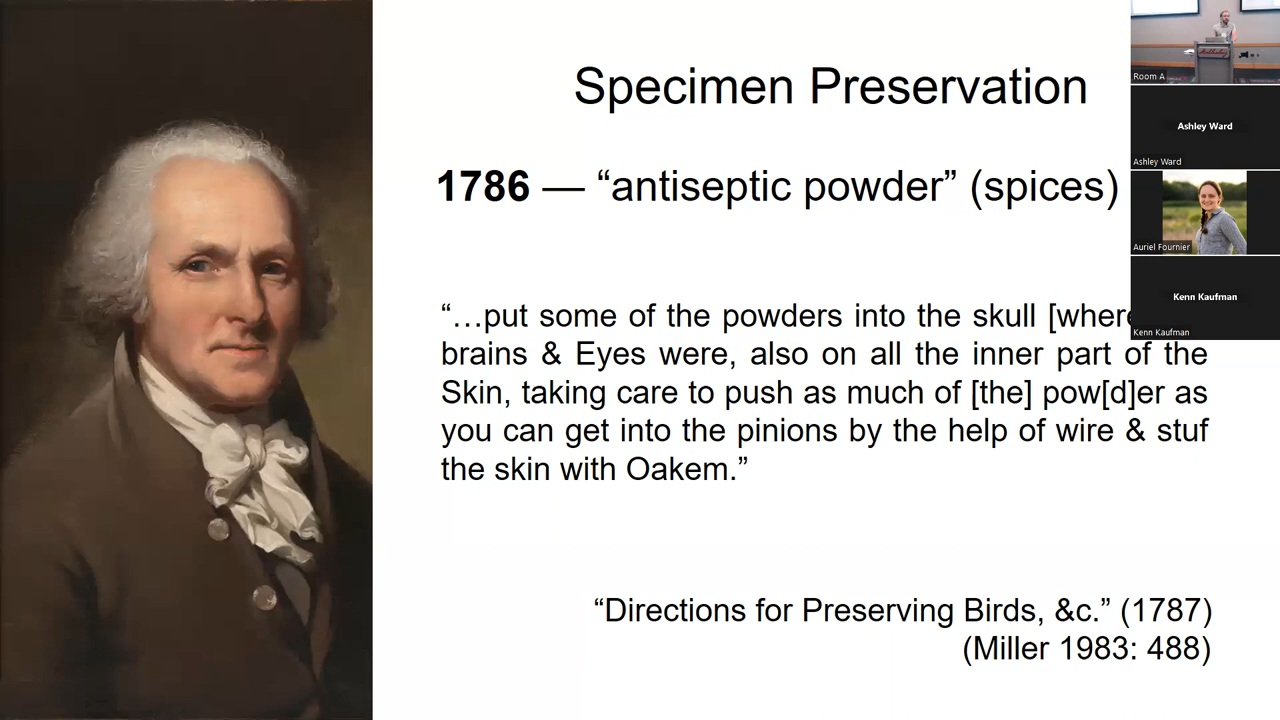 Specimen Preservation
1786 — “antiseptic powder” (spices)
“…put some of the powders into the skull [where
brains & Eyes were, also on all the inner part of the
Skin, taking care to push as much of [the] pow[d]er as
you can get into the pinions by the help of wire & stuf
the skin with Oakem.”
“Directions for Preserving Birds, &c.” (1787)
(Miller 1983: 488)
Room A
Ashley Ward
Ashley Ward
Auriel Fournier
Kenn Kaufman
Kenn Kaufman